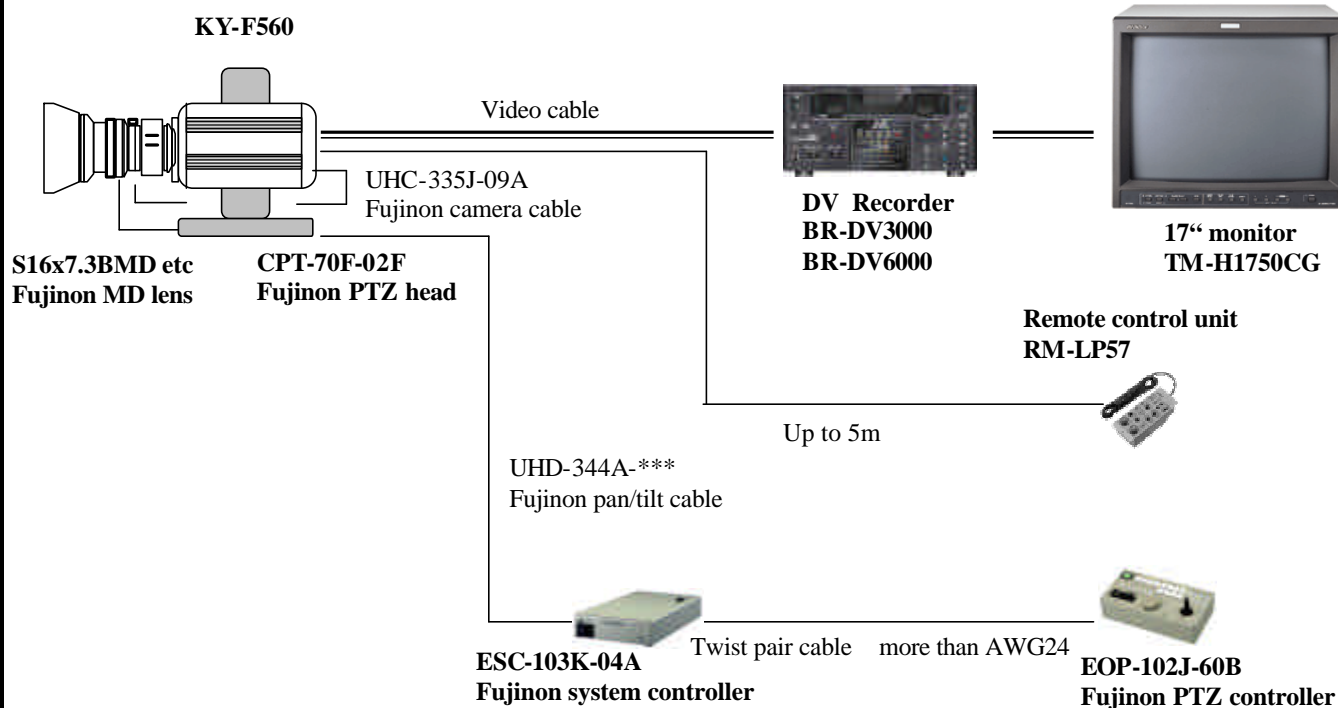 KY-F560
Video cable
UHC-335J-09A
Fujinon camera cable
DV Recorder
BR-DV3000
BR-DV6000
17“ monitor
TM-H1750CG
S16x7.3BMD etc
Fujinon MD lens
CPT-70F-02F
Fujinon PTZ head
Remote control unit
RM-LP57
Up to 5m
UHD-344A-***
Fujinon pan/tilt cable
Twist pair cable more than AWG24
ESC-103K-04A
Fujinon system controller
EOP-102J-60B
Fujinon PTZ controller